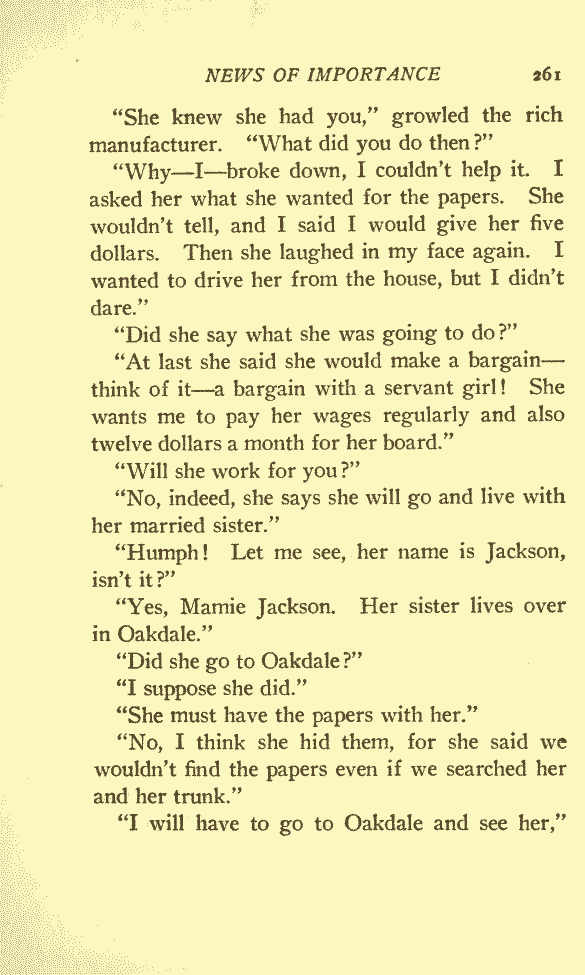 NEWS OF IMPORTANCE 261
“She knew she had you,” growled the rich
manufacturer. “What did you do then?”
“Why—I—broke down, I couldn’t help it. I
asked her what she wanted for the papers. She
wouldn’t tell, and I said I would give her five
dollars. Then she laughed in my face again. I
wanted to drive her from the house, but I didn’t
dare.”
“Did she say what she was going to do?”
“At last she said she would make a bargain—
think of it—a bargain with a servant girl! She
wants me to pay her wages regularly and also
twelve dollars a month for her board.”
“Will she work for you?”
“No, indeed, she says she will go and live with
her married sister.”
“Humph! Let me see, her name is Jackson,
isn’t it?”
“Yes, Mamie Jackson. Her sister lives over
in Oakdale.”
“Did she go to Oakdale?”
“I suppose she did.”
“She must have the papers with her.”
“No, I think she hid them, for she said we
wouldn’t find the papers even if we searched her
and her trunk.”
“I will have to go to Oakdale and see her,”